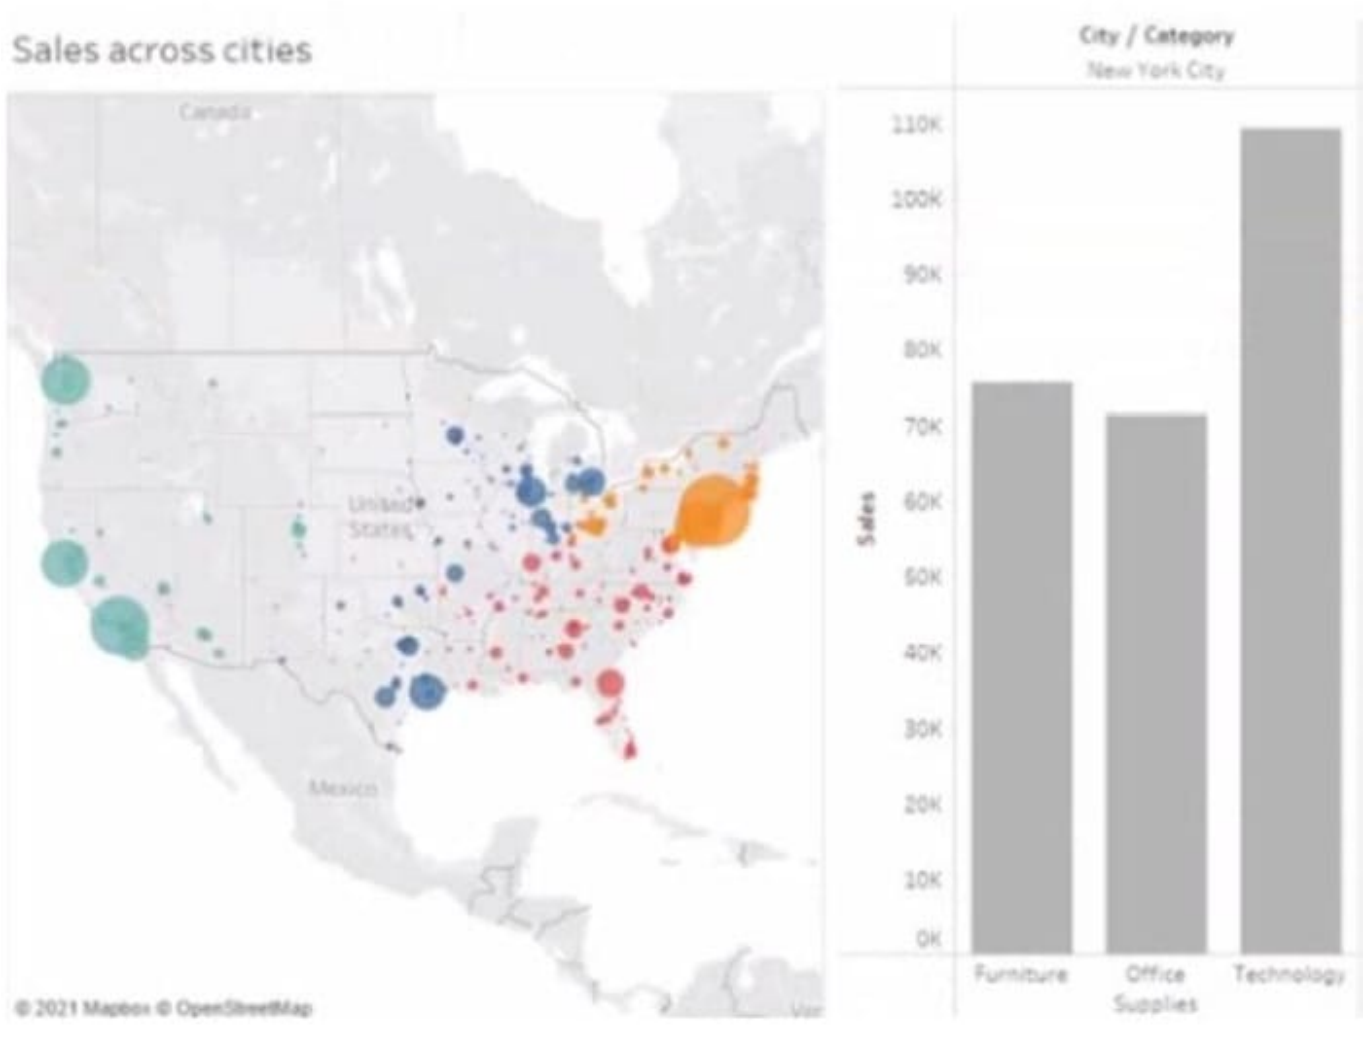 Sales across cities
Canada
United
States
Mexico
© 2021 Mapbox © OpenStreetMap
City / Category
New York City
110K
100K
90K
80K
70K
60K
50K
40K
30K
20K
10K
0K
Sales
Furniture
Office
Supplies
Technology